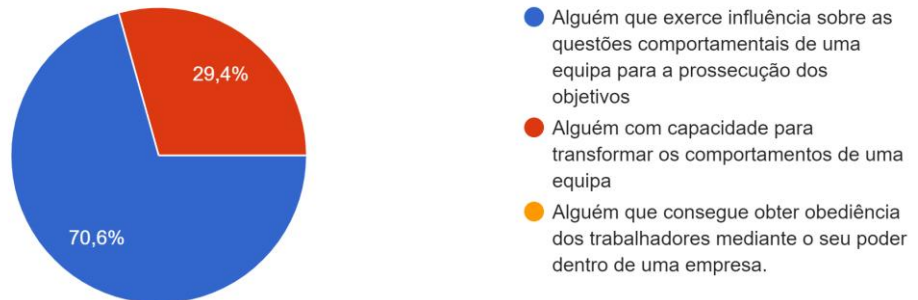 29,4%
70,6%
Alguém que exerce influência sobre as
questões comportamentais de uma
equipa para a prossecução dos
objetivos
Alguém com capacidade para
transformar os comportamentos de uma
equipa
Alguém que consegue obter obediência
dos trabalhadores mediante o seu poder
dentro de uma empresa.